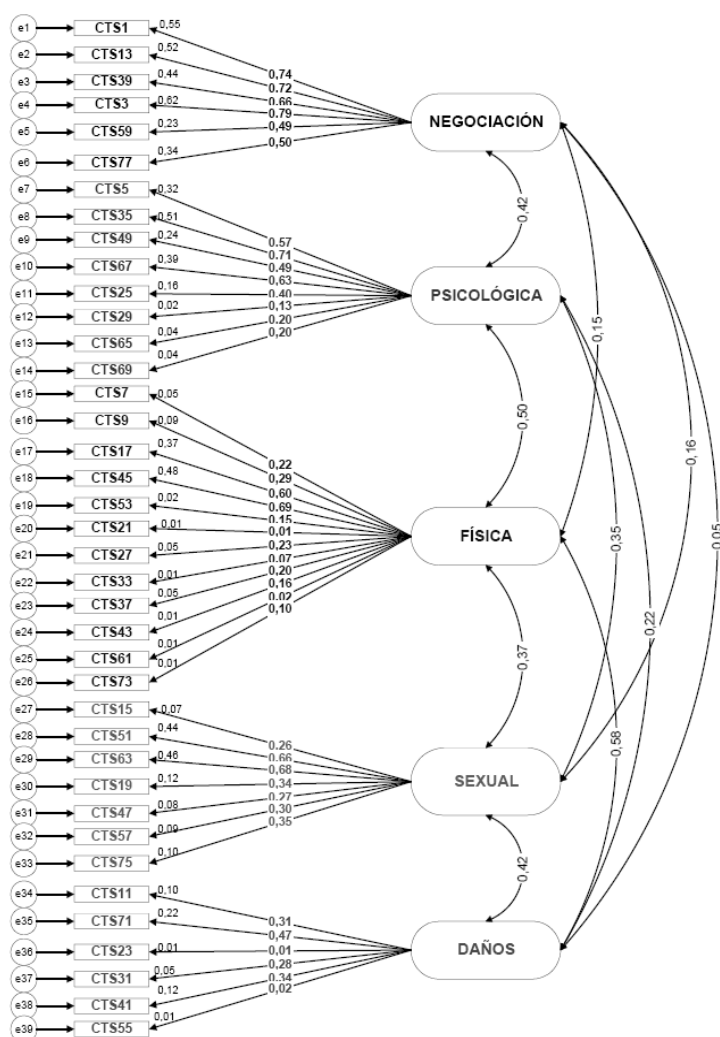 e1 CTS1 0,55
e2 CTS13 0,52
e3 CTS39 0,44
e4 CTS3 0,62
e5 CTS59 0,23
e6 CTS77 0,34
0,74
0,72
0,66
0,79
0,49
0,50
NEGOCIACIÓN
0,42
e7 CTS5 0,32
e8 CTS35 0,51
e9 CTS49 0,24
e10 CTS67 0,39
e11 CTS25 0,16
e12 CTS29 0,02
e13 CTS65 0,04
e14 CTS69 0,04
0,57
0,71
0,49
0,63
0,40
0,13
0,20
0,20
PSICOLÓGICA
0,15
0,50
0,16
0,05
e15 CTS7 0,05
e16 CTS9 0,09
e17 CTS17 0,37
e18 CTS45 0,48
e19 CTS53 0,02
e20 CTS21 0,01
e21 CTS27 0,05
e22 CTS33 0,01
e23 CTS37 0,05
e24 CTS43 0,01
e25 CTS61 0,01
e26 CTS73 0,01
0,22
0,29
0,60
0,69
0,15
0,01
0,23
0,07
0,20
0,16
0,02
0,10
FÍSICA
0,35
0,22
0,37
0,58
e27 CTS15 0,07
e28 CTS51 0,44
e29 CTS63 0,46
e30 CTS19 0,12
e31 CTS47 0,08
e32 CTS57 0,09
e33 CTS75 0,10
0,26
0,66
0,68
0,34
0,27
0,30
0,35
SEXUAL
0,42
e34 CTS11 0,10
e35 CTS71 0,22
e36 CTS23 0,01
e37 CTS31 0,05
e38 CTS41 0,12
e39 CTS55 0,01
0,31
0,47
0,01
0,28
0,34
0,02
DAÑOS